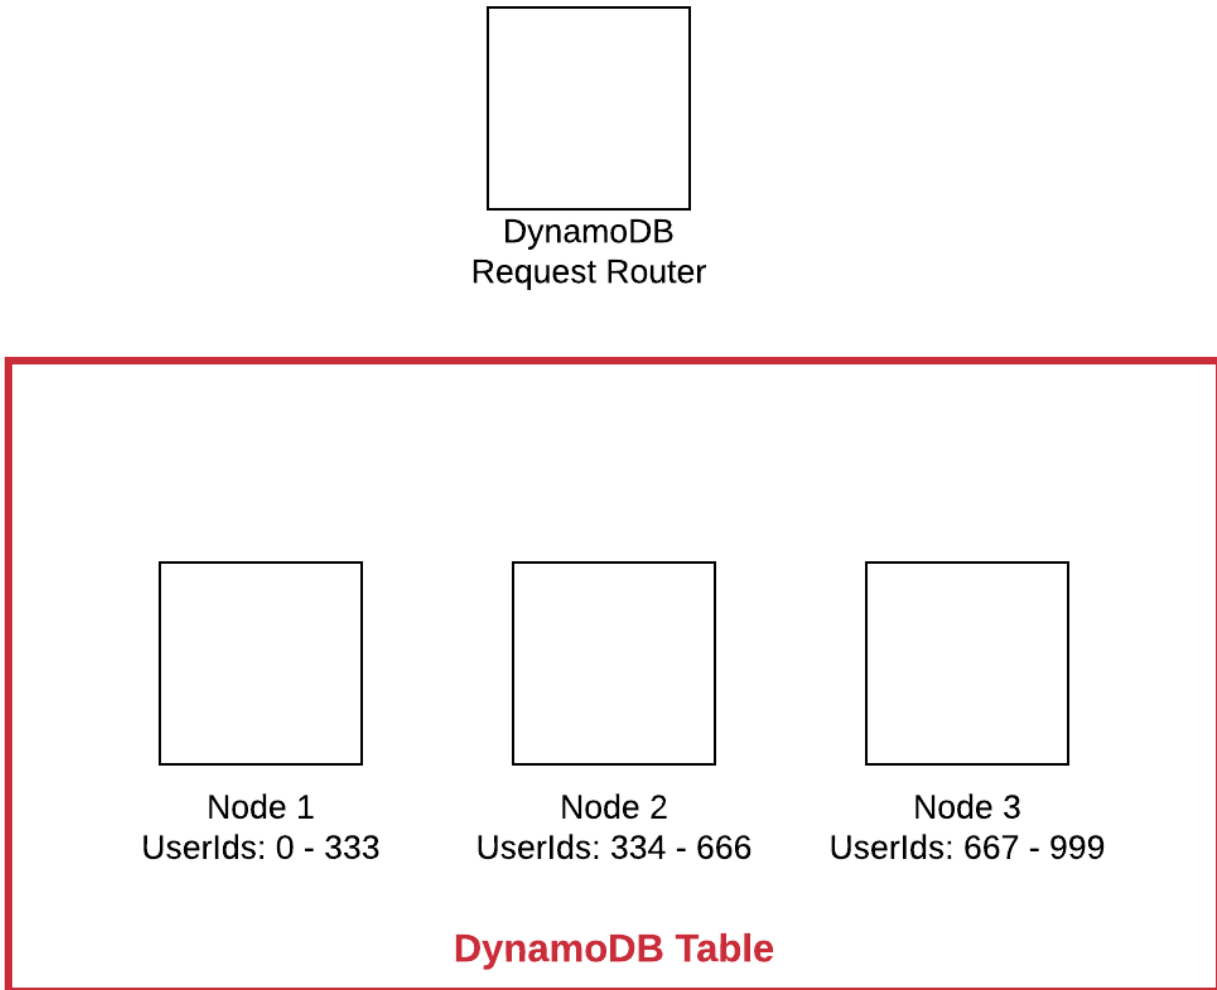 DynamoDB
Request Router
Node 1
UserIds: 0 - 333
Node 2
UserIds: 334 - 666
Node 3
UserIds: 667 - 999
DynamoDB Table